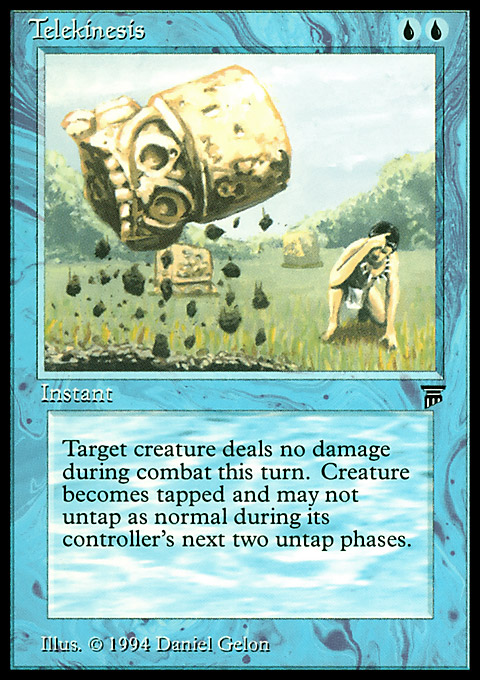 Telekinesis
Instant
Target creature deals no damage
during combat this turn. Creature
becomes tapped and may not
untap as normal during its
controller's next two untap phases.
Illus. © 1994 Daniel Gelon